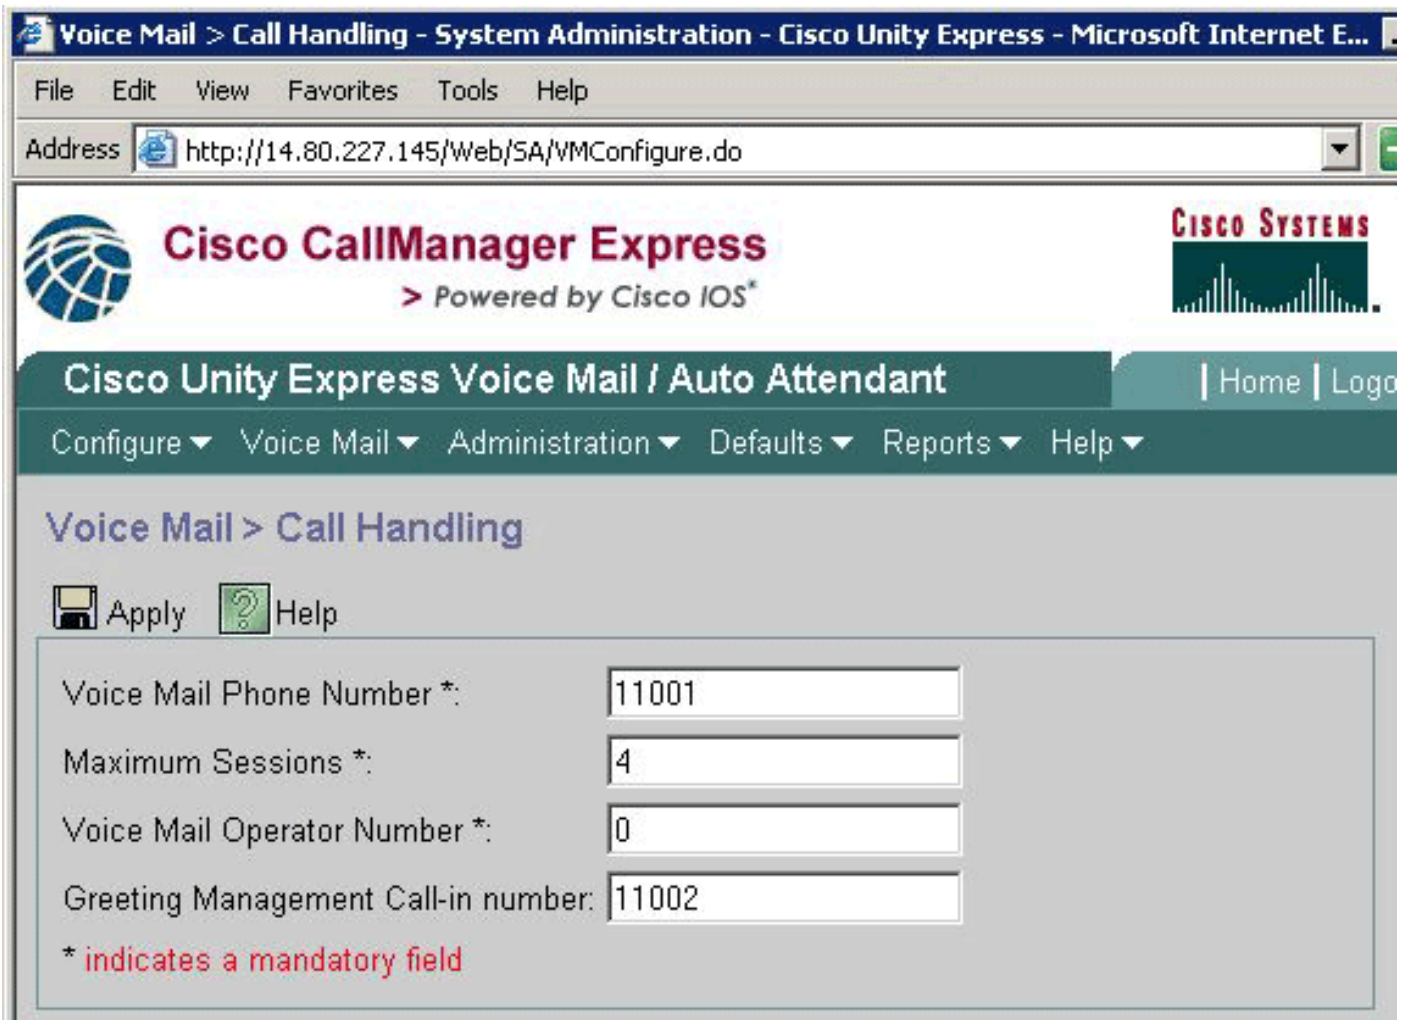 Voice Mail > Call Handling - System Administration - Cisco Unity Express - Microsoft Internet E...
File Edit View Favorites Tools Help
Address http://14.80.227.145/Web/SA/VMConfigure.do
Cisco CallManager Express
> Powered by Cisco IOS*
CISCO SYSTEMS
Cisco Unity Express Voice Mail / Auto Attendant | Home | Logo
Configure Voice Mail Administration Defaults Reports Help
Voice Mail > Call Handling
Apply ? Help
Voice Mail Phone Number *: 11001
Maximum Sessions *: 4
Voice Mail Operator Number *: 0
Greeting Management Call-in number: 11002
* indicates a mandatory field